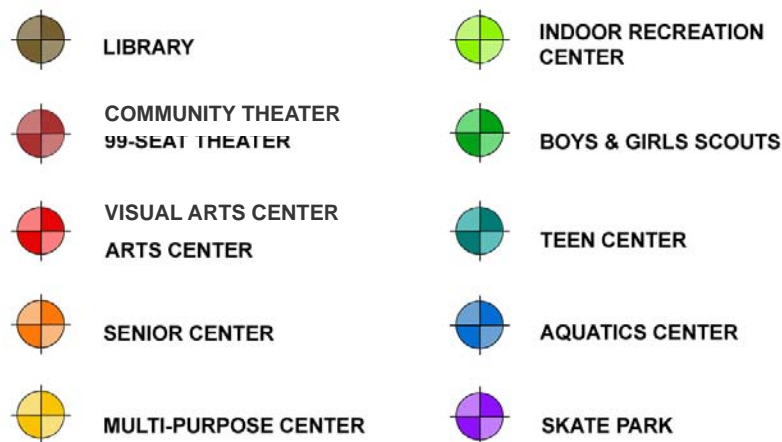 LIBRARY
COMMUNITY THEATER
99-SEAT THEATER
VISUAL ARTS CENTER
ARTS CENTER
SENIOR CENTER
MULTI-PURPOSE CENTER
INDOOR RECREATION
CENTER
BOYS & GIRLS SCOUTS
TEEN CENTER
AQUATICS CENTER
SKATE PARK